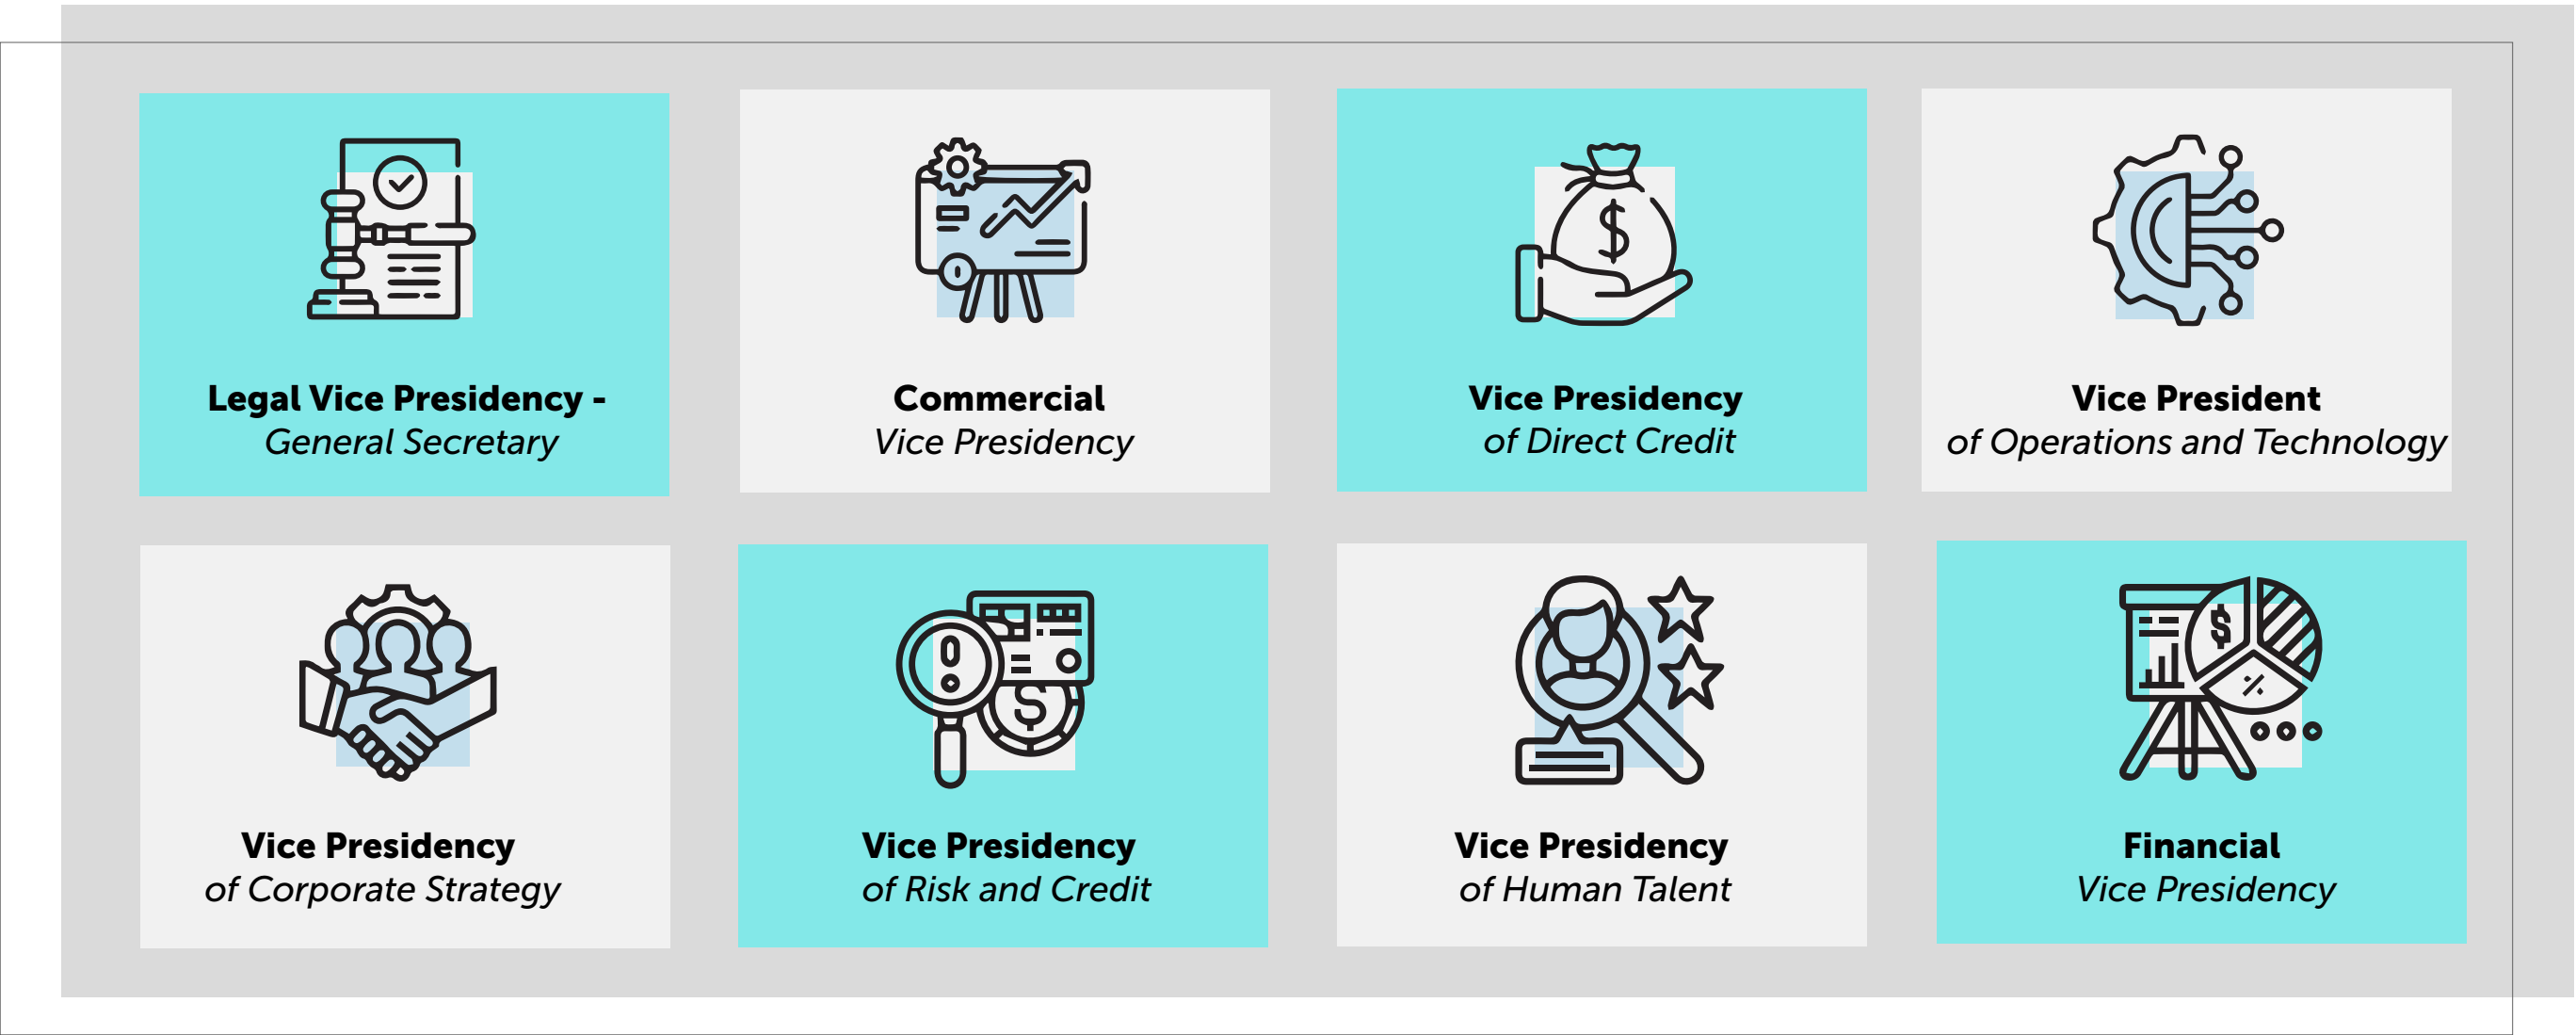 Legal Vice Presidency -
General Secretary
Commercial
Vice Presidency
Vice Presidency
of Direct Credit
Vice President
of Operations and Technology
Vice Presidency
of Corporate Strategy
Vice Presidency
of Risk and Credit
Vice Presidency
of Human Talent
Financial
Vice Presidency